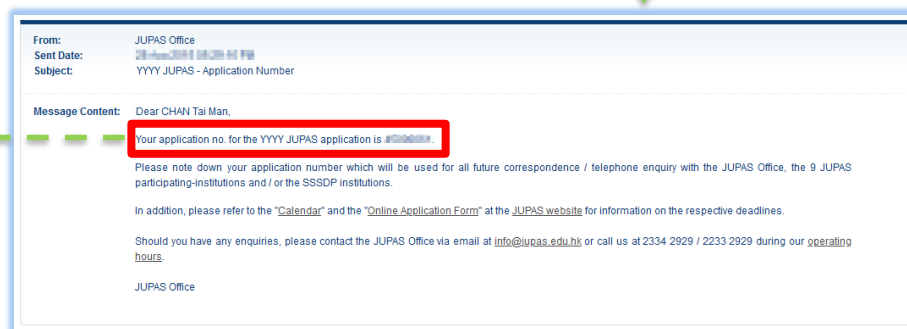 From: JUPAS Office
Sent Date:
Subject: YYYY JUPAS - Application Number
Message Content: Dear CHAN Tai Man,
Your application no. for the YYYY JUPAS application is
Please note down your application number which will be used for all future correspondence / telephone enquiry with the JUPAS Office, the 9 JUPAS
participating-institutions and / or the SSSDP institutions.
In addition, please refer to the "Calendar" and the "Online Application Form" at the JUPAS website for information on the respective deadlines.
Should you have any enquiries, please contact the JUPAS Office via email at info@jupas.edu.hk or call us at 2334 2929 / 2233 2929 during our operating
hours.
JUPAS Office